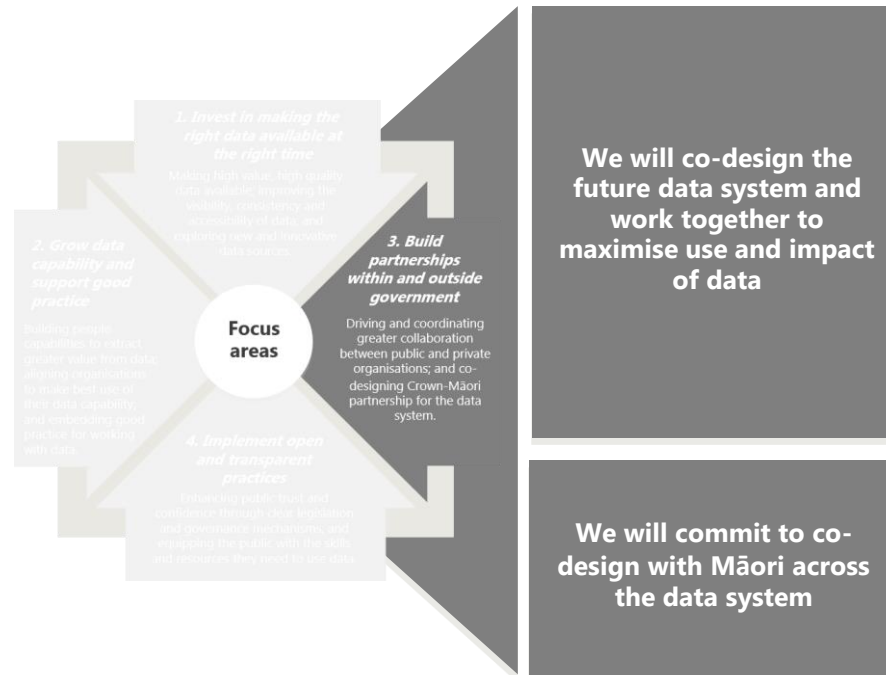 1. Invest in making the
right data available at
the right time
Making high value, high quality
data available, improving the
visibility, consistency and
accessibility of data, and
exploring new and innovative
data sources.
2. Grow data
capability and
support good
practice
Building people
capabilities to extract
greater value from data;
aligning organisations
to make best use of
their data capability;
and embedding good
practice for working
with data.
Focus
areas
3. Build
partnerships
within and outside
government
Driving and coordinating
greater collaboration
between public and private
organisations; and co-
designing Crown-Māori
partnership for the data
system.
4. Implement open
and transparent
practices
Enhancing public trust and
confidence through clear legislation
and governance mechanisms, and
equipping the public with the skills
and resources they need to use data.
We will co-design the
future data system and
work together to
maximise use and impact
of data
We will commit to co-
design with Māori across
the data system